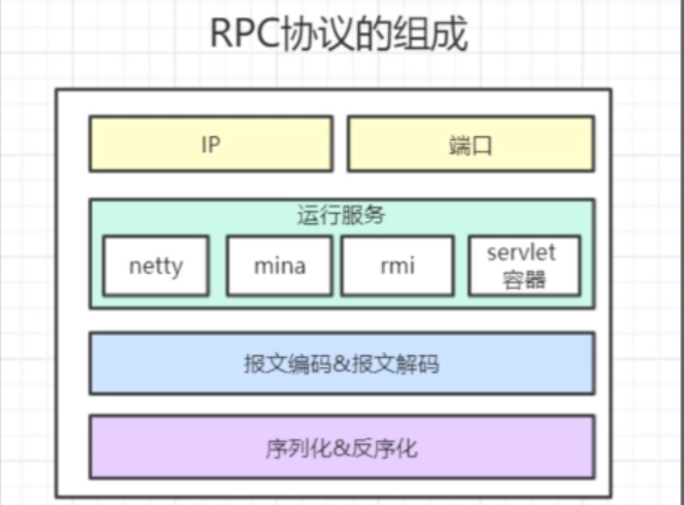 RPC协议的组成
IP
端口
运行服务
netty
mina
rmi
servlet
容器
报文编码&报文解码
序列化&反序化